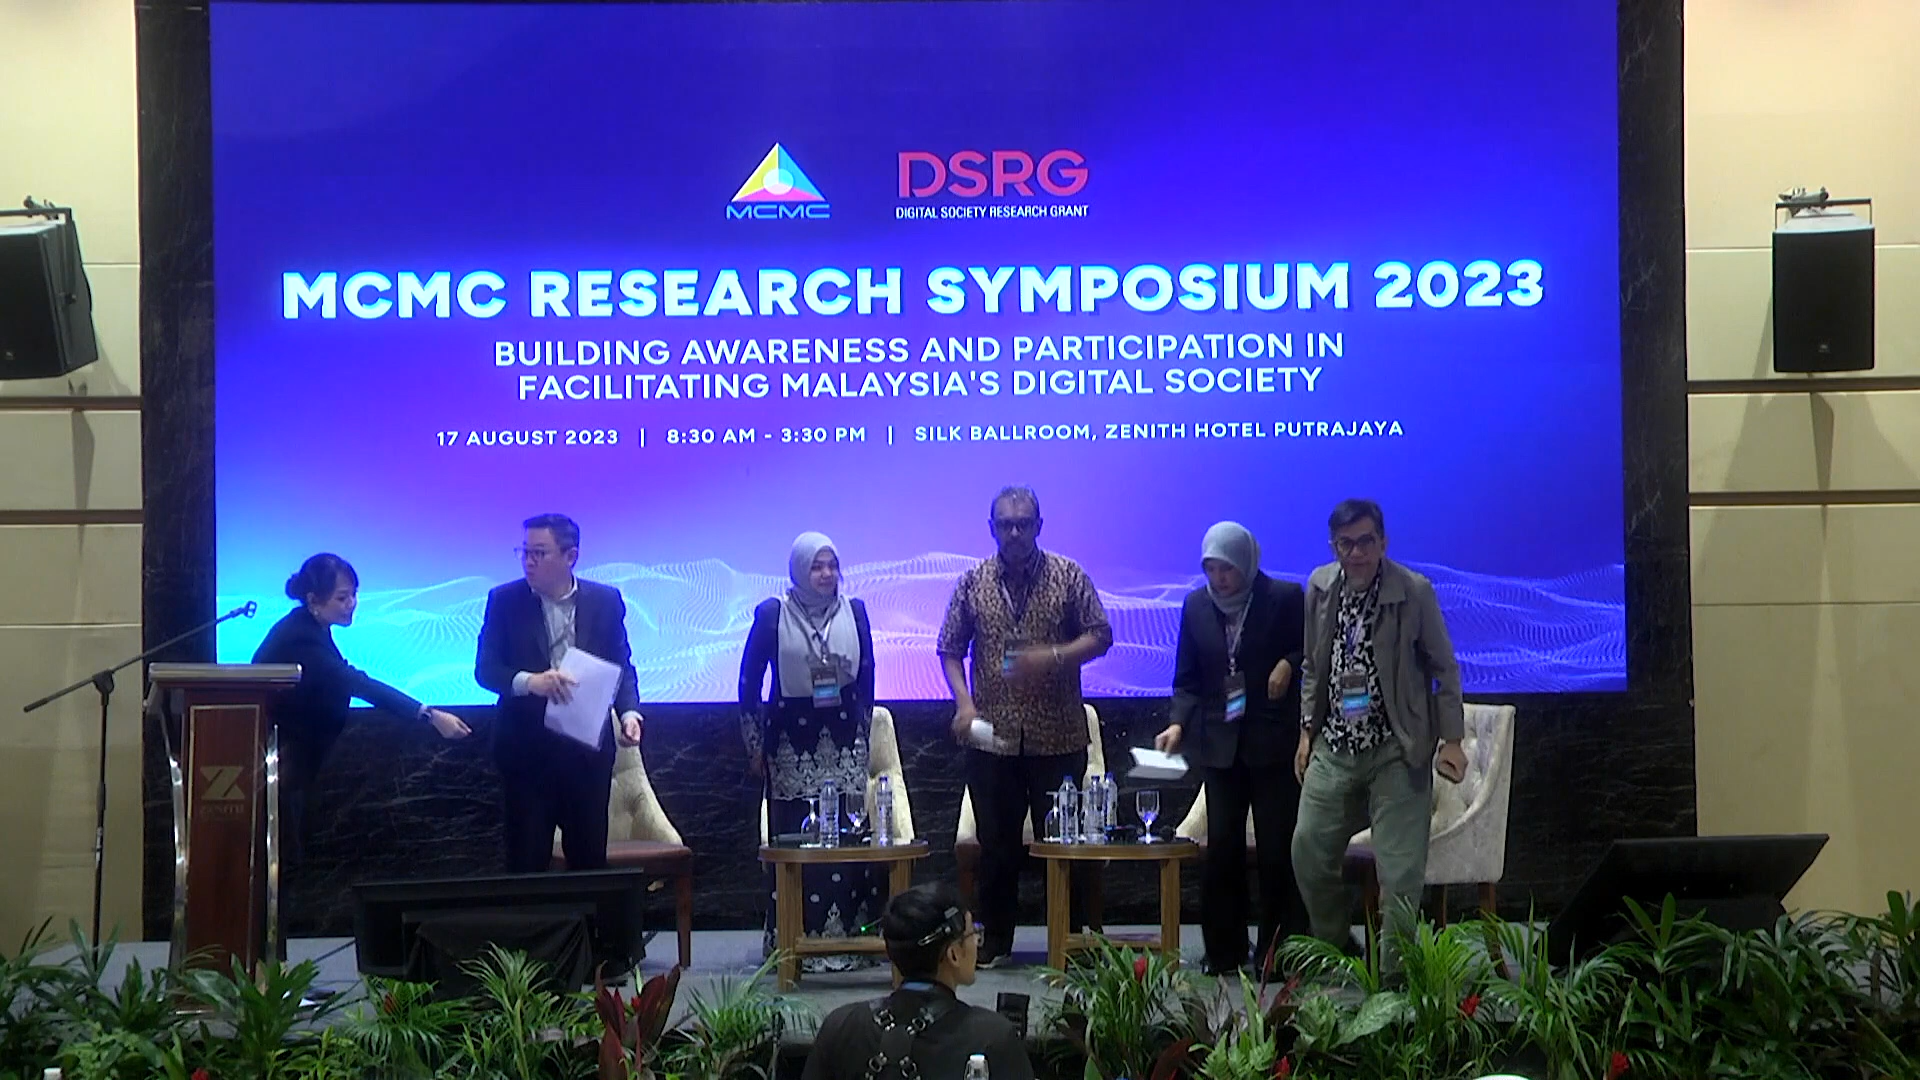 MCMC
DSRG
DIGITAL SOCIETY RESEARCH GRANT
MCMC RESEARCH SYMPOSIUM 2023
BUILDING AWARENESS AND PARTICIPATION IN
FACILITATING MALAYSIA'S DIGITAL SOCIETY
17 AUGUST 2023 | 8:30 AM - 3:30 PM | SILK BALLROOM, ZENITH HOTEL PUTRAJAYA